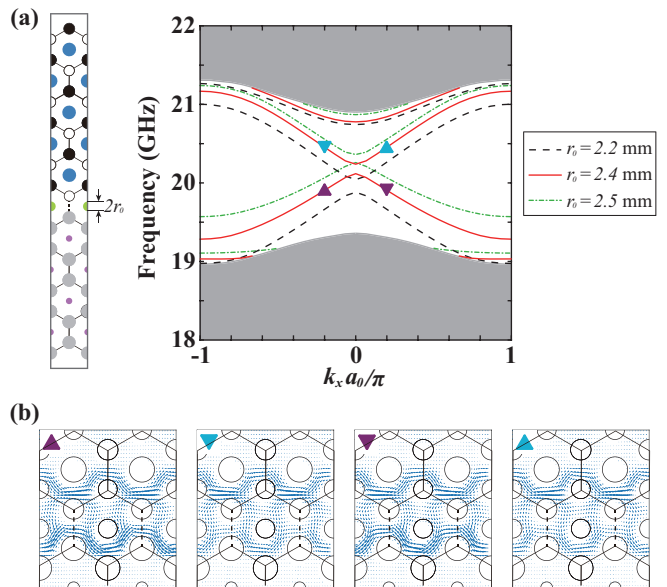 (a)
2r₀
Frequency (GHz)
22
21
20
19
18
-1
0
1
kₓa₀/π
r₀ = 2.2 mm
r₀ = 2.4 mm
r₀ = 2.5 mm
(b)